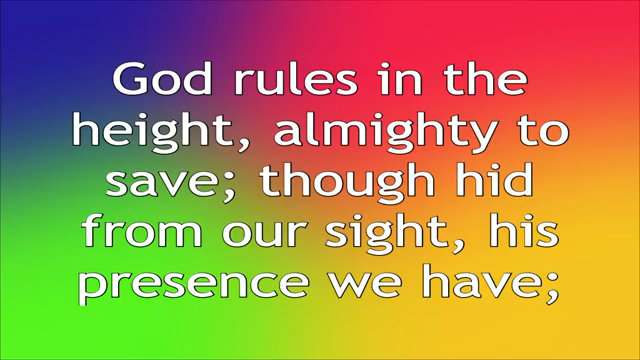 God rules in the
height, almighty to
save; though hid
from our sight, his
presence we have;